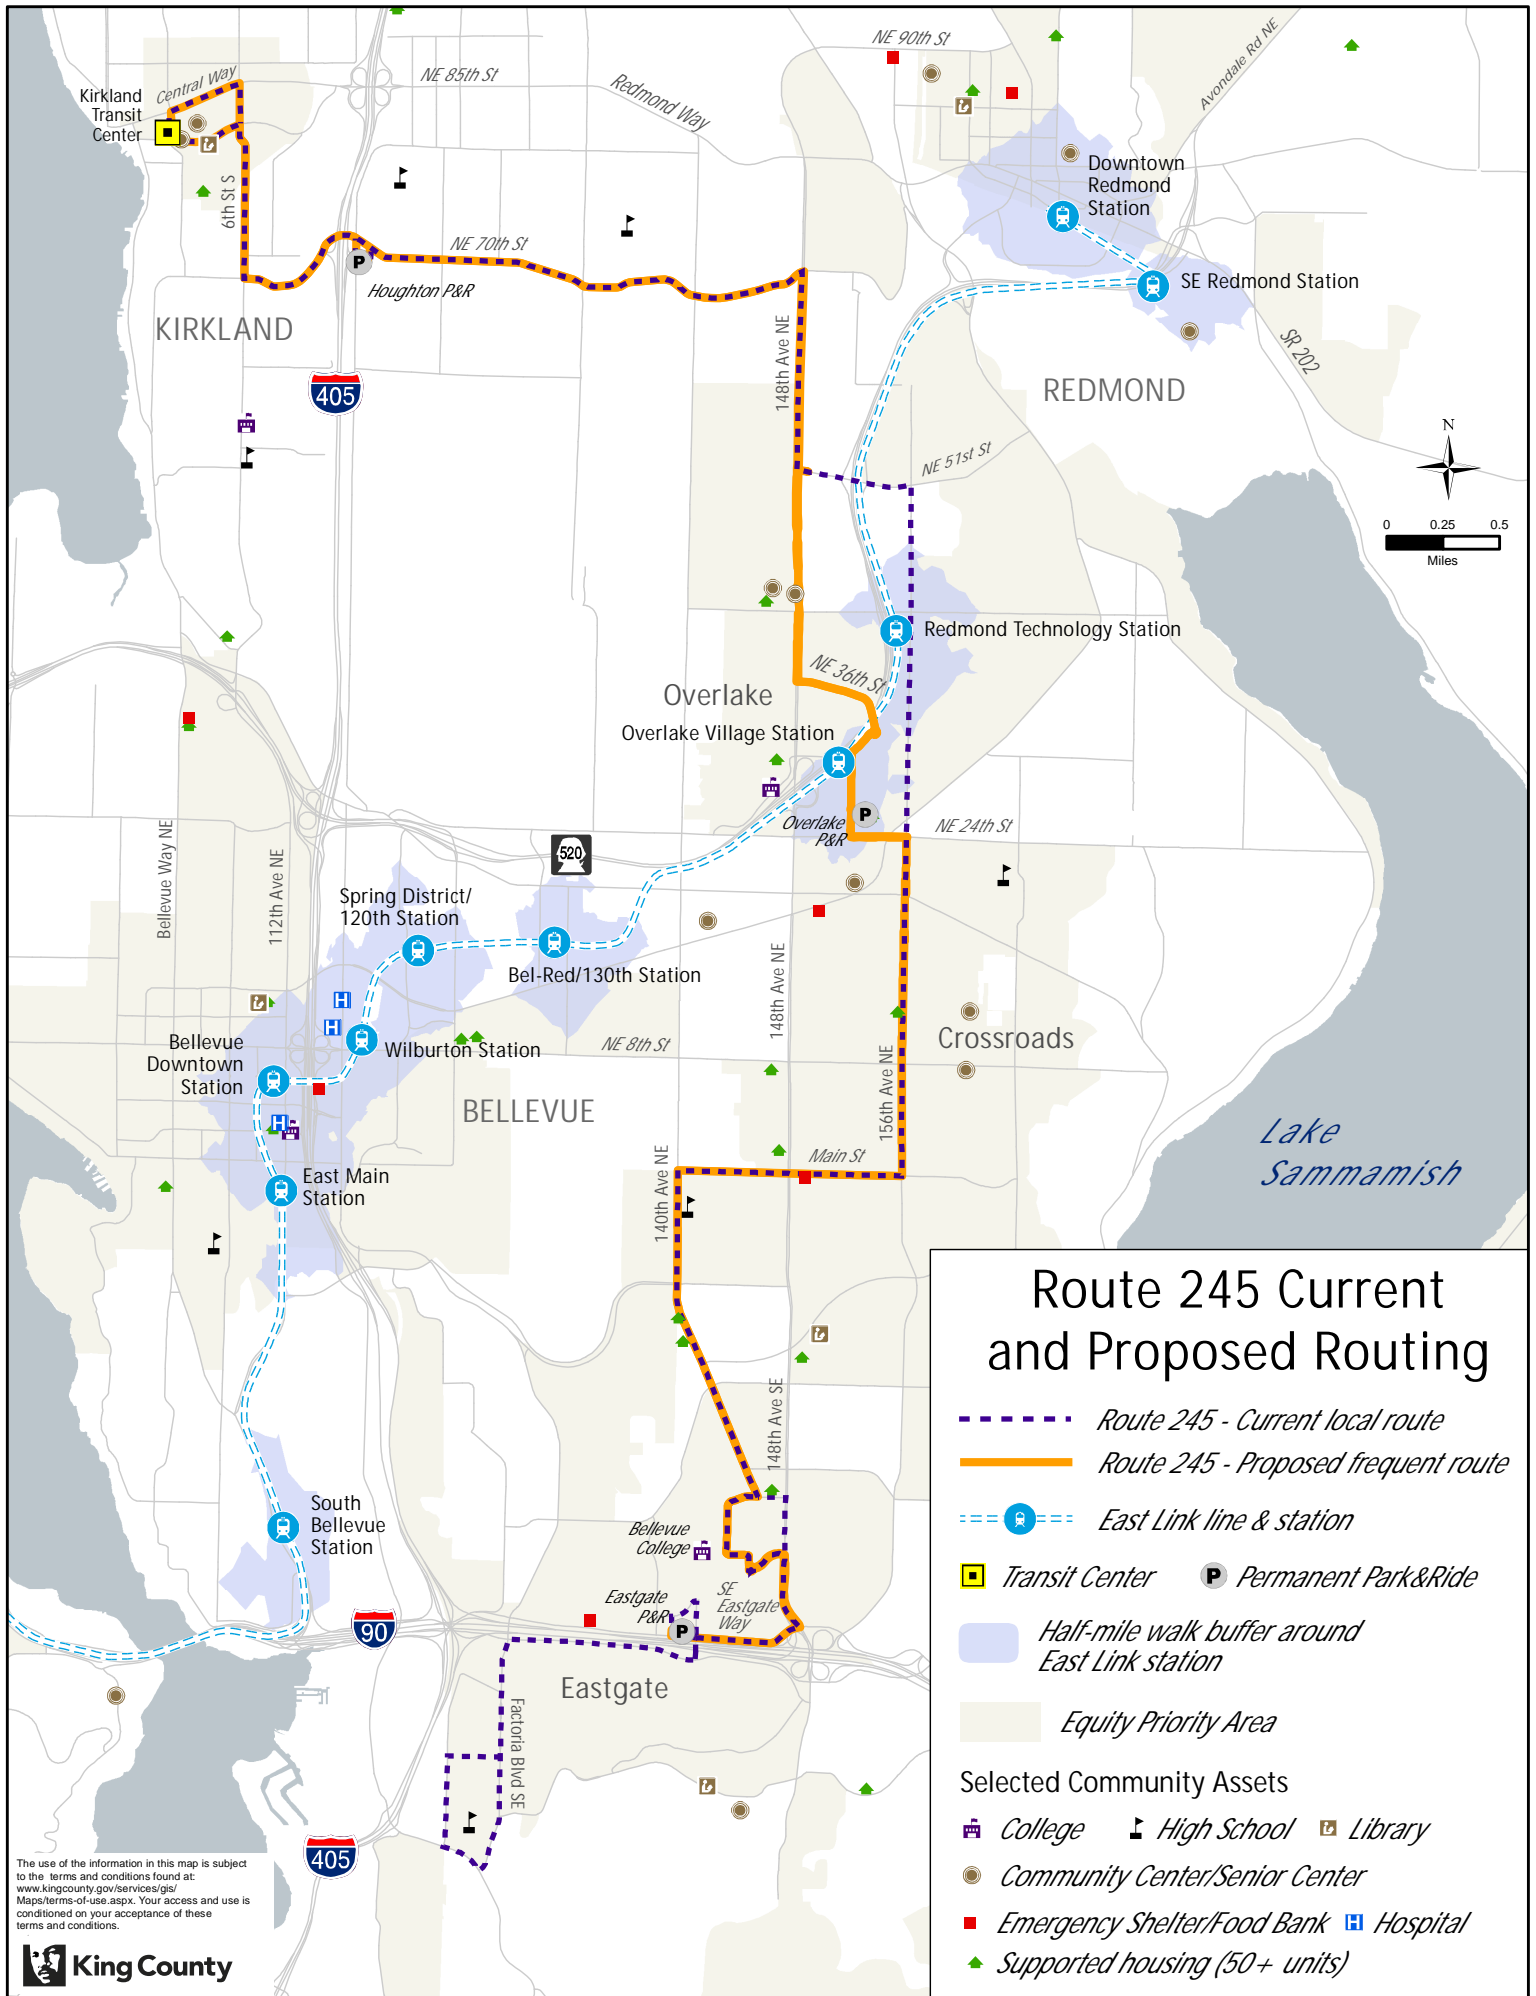 NE 90th St
Avondale Rd NE
Central Way
NE 85th St
Redmond Way
Kirkland
Transit
Center
Downtown
Redmond
Station
6th St S
NE 70th St
P
Houghton P&R
SE Redmond Station
KIRKLAND
148th Ave NE
SR 202
405
REDMOND
N
NE 51st St
0 0.25 0.5
Miles
Redmond Technology Station
NE 36th St
Overlake
Overlake Village Station
P
Overlake
P&R
NE 24th St
Bellevue Way NE
112th Ave NE
520
Spring District/
120th Station
Bel-Red/130th Station
148th Ave NE
H
H
Bellevue
Downtown
Station
Wilburton Station
NE 8th St
Crossroads
156th Ave NE
BELLEVUE
H
Main St
Lake
Sammamish
140th Ave NE
East Main
Station
148th Ave SE
South
Bellevue
Station
Bellevue
College
Eastgate
P&R
P
SE
Eastgate
Way
90
Eastgate
Factoria Blvd SE
405
Route 245 Current
and Proposed Routing
Route 245 - Current local route
Route 245 - Proposed frequent route
East Link line & station
Transit Center
P Permanent Park&Ride
Half-mile walk buffer around
East Link station
Equity Priority Area
Selected Community Assets
College
High School
Library
Community Center/Senior Center
Emergency Shelter/Food Bank
H Hospital
Supported housing (50+ units)
The use of the information in this map is subject
to the terms and conditions found at:
www.kingcounty.gov/services/gis/
Maps/terms-of-use.aspx. Your access and use is
conditioned on your acceptance of these
terms and conditions.
King County